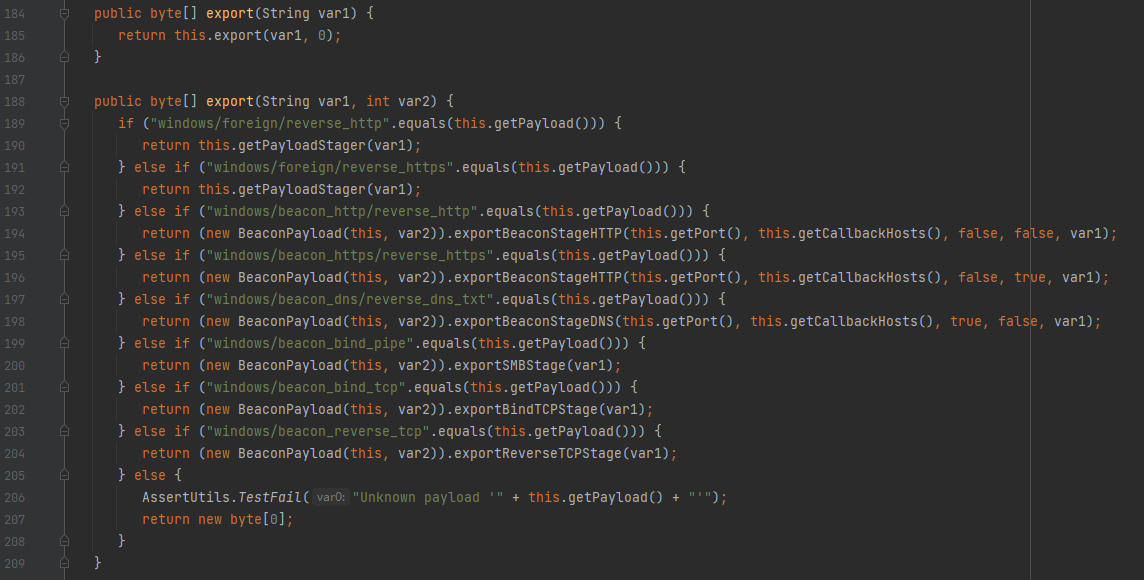 184 public byte[] export(String var1) {
185 return this.export(var1, 0);
186 }
187
188 public byte[] export(String var1, int var2) {
189 if ("windows/foreign/reverse_http".equals(this.getPayload())) {
190 return this.getPayloadStager(var1);
191 } else if ("windows/foreign/reverse_https".equals(this.getPayload())) {
192 return this.getPayloadStager(var1);
193 } else if ("windows/beacon_http/reverse_http".equals(this.getPayload())) {
194 return (new BeaconPayload(this, var2)).exportBeaconStageHTTP(this.getPort(), this.getCallbackHosts(), false, false, var1);
195 } else if ("windows/beacon_https/reverse_https".equals(this.getPayload())) {
196 return (new BeaconPayload(this, var2)).exportBeaconStageHTTP(this.getPort(), this.getCallbackHosts(), false, true, var1);
197 } else if ("windows/beacon_dns/reverse_dns_txt".equals(this.getPayload())) {
198 return (new BeaconPayload(this, var2)).exportBeaconStageDNS(this.getPort(), this.getCallbackHosts(), true, false, var1);
199 } else if ("windows/beacon_bind_pipe".equals(this.getPayload())) {
200 return (new BeaconPayload(this, var2)).exportSMBStage(var1);
201 } else if ("windows/beacon_bind_tcp".equals(this.getPayload())) {
202 return (new BeaconPayload(this, var2)).exportBindTCPStage(var1);
203 } else if ("windows/beacon_reverse_tcp".equals(this.getPayload())) {
204 return (new BeaconPayload(this, var2)).exportReverseTCPStage(var1);
205 } else {
206 AssertUtils.TestFail( var0: "Unknown payload '" + this.getPayload() + "'");
207 return new byte[0];
208 }
209 }